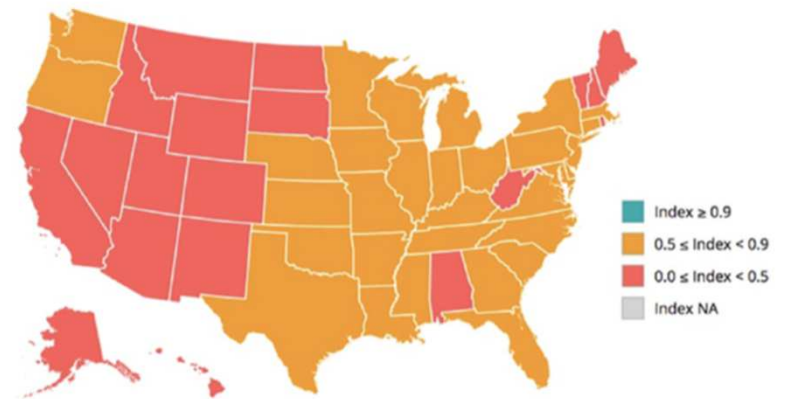 Index ≥ 0.9
0.5 ≤ Index < 0.9
0.0 ≤ Index < 0.5
Index NA